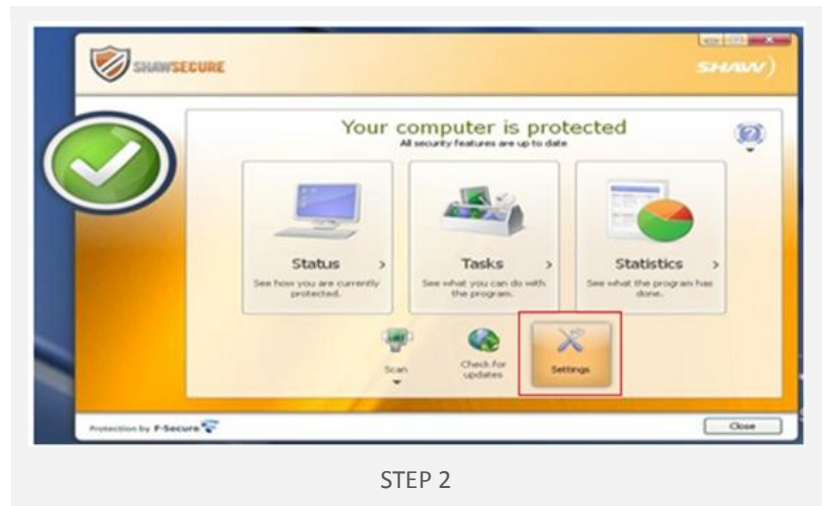 SHAWSECURE
SHAW)
Your computer is protected
All security features are up to date
Status >
See how you are currently
protected.
Tasks >
See what you can do with
the program.
Statistics >
See what the program has
done.
Scan
Check for
updates
Settings
Protection by F-Secure
Close
STEP 2